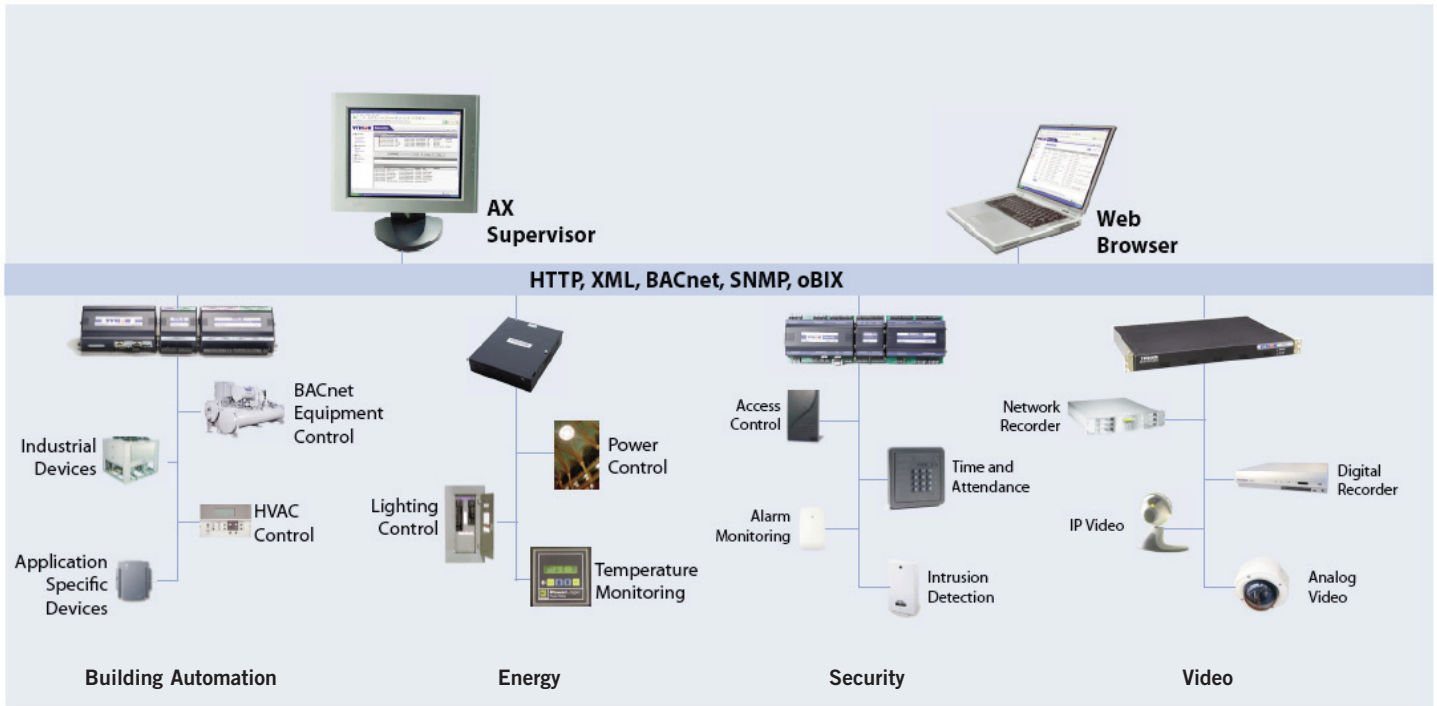 AX
Supervisor
Web
Browser
HTTP, XML, BACnet, SNMP, oBIX
BACnet
Equipment
Control
Industrial
Devices
HVAC
Control
Application
Specific
Devices
Power
Control
Lighting
Control
Temperature
Monitoring
Access
Control
Time and
Attendance
Alarm
Monitoring
Intrusion
Detection
Network
Recorder
Digital
Recorder
IP Video
Analog
Video
Building Automation
Energy
Security
Video